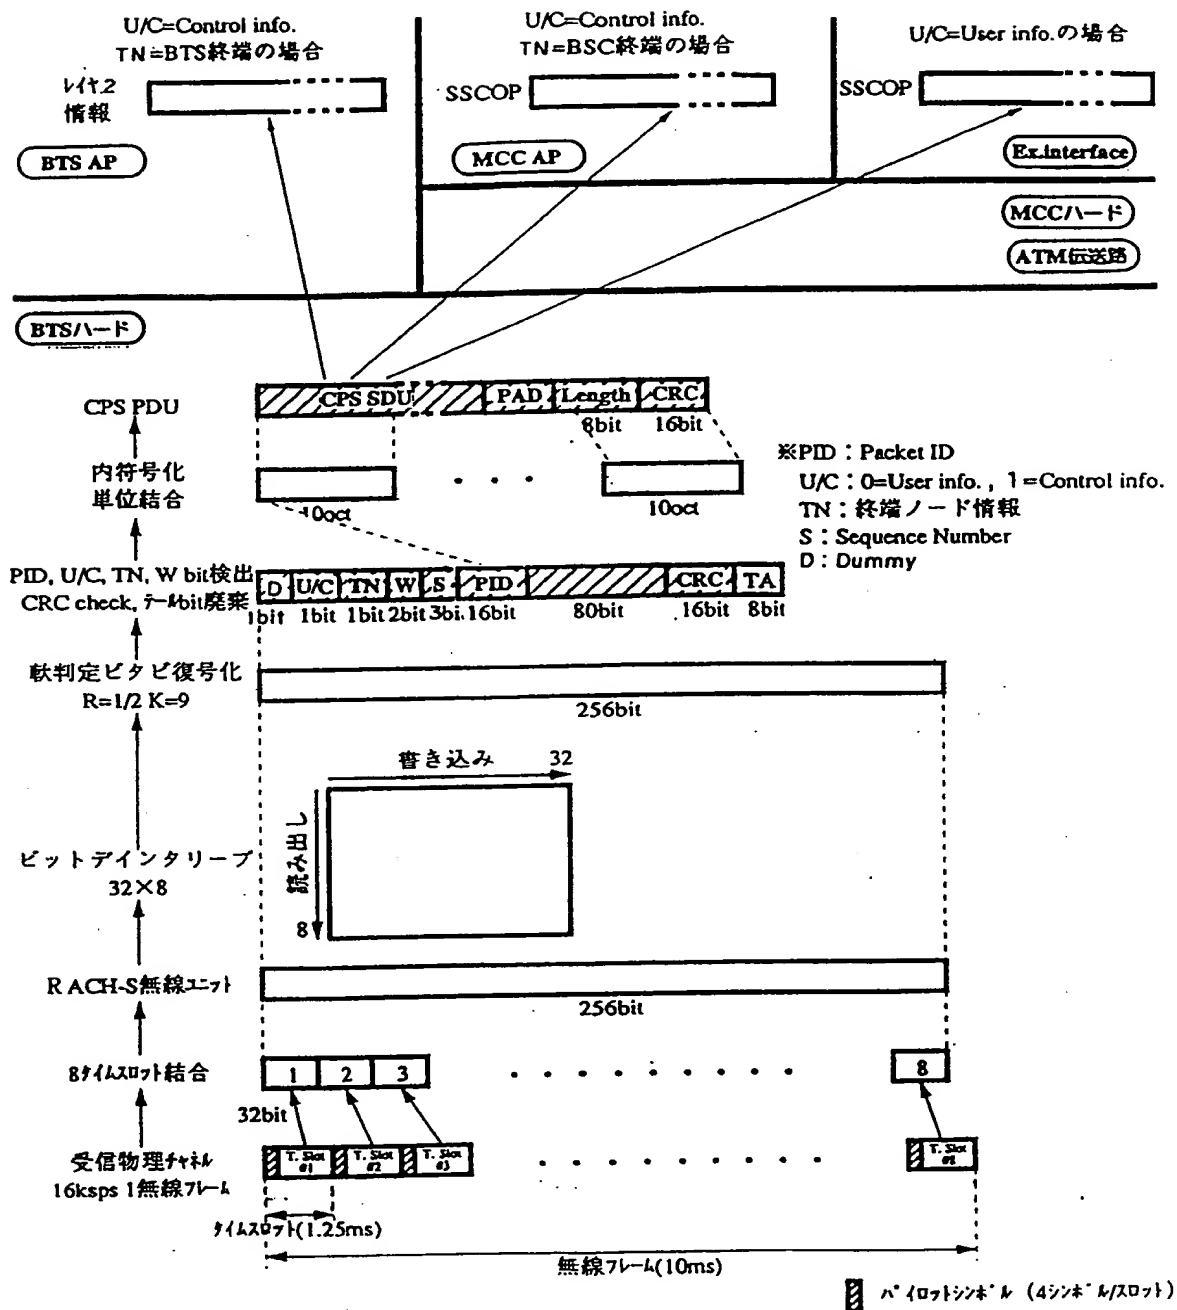 U/C=Control info.
TN=BTS終端の場合
U/C=Control info.
TN=BSC終端の場合
U/C=User info.の場合
ﾚｲﾔ.2
情報
SSCOP
SSCOP
BTS AP
MCC AP
Ex.interface
MCCハード
ATM伝送路
BTSハード
CPS PDU
CPS SDU
PAD
Length
CRC
8bit
16bit
内符号化
単位結合
10oct
10oct
※PID：Packet ID
U/C：0=User info. , 1=Control info.
TN：終端ノード情報
S：Sequence Number
D：Dummy
PID, U/C, TN, W bit検出
CRC check, ﾃｰﾙbit廃棄
D
U/C
TN
W
S
PID
CRC
TA
1bit
1bit
1bit
2bit
3bi.
16bit
80bit
16bit
8bit
軟判定ビタビ復号化
R=1/2 K=9
256bit
書き込み
32
読み出し
8
ビットデインタリーブ
32×8
RACH-S無線ﾕﾆｯﾄ
256bit
8ﾀｲﾑｽﾛｯﾄ結合
1
2
3
8
32bit
受信物理ﾁｬﾈﾙ
16ksps 1無線ﾌﾚｰﾑ
T. Slot
#1
T. Slot
#2
T. Slot
#3
T. Slot
#8
ﾀｲﾑｽﾛｯﾄ(1.25ms)
無線ﾌﾚｰﾑ(10ms)
ﾊﾟｲﾛｯﾄｼﾝﾎﾞﾙ (4ｼﾝﾎﾞﾙ/ｽﾛｯﾄ)